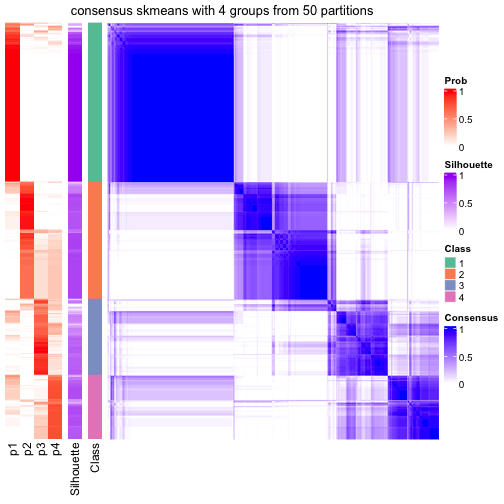 consensus skmeans with 4 groups from 50 partitions
Prob
1
0.5
0
Silhouette
1
0.5
0
Class
1
2
3
4
Consensus
1
0.5
0
p1
p2
p3
p4
Silhouette
Class